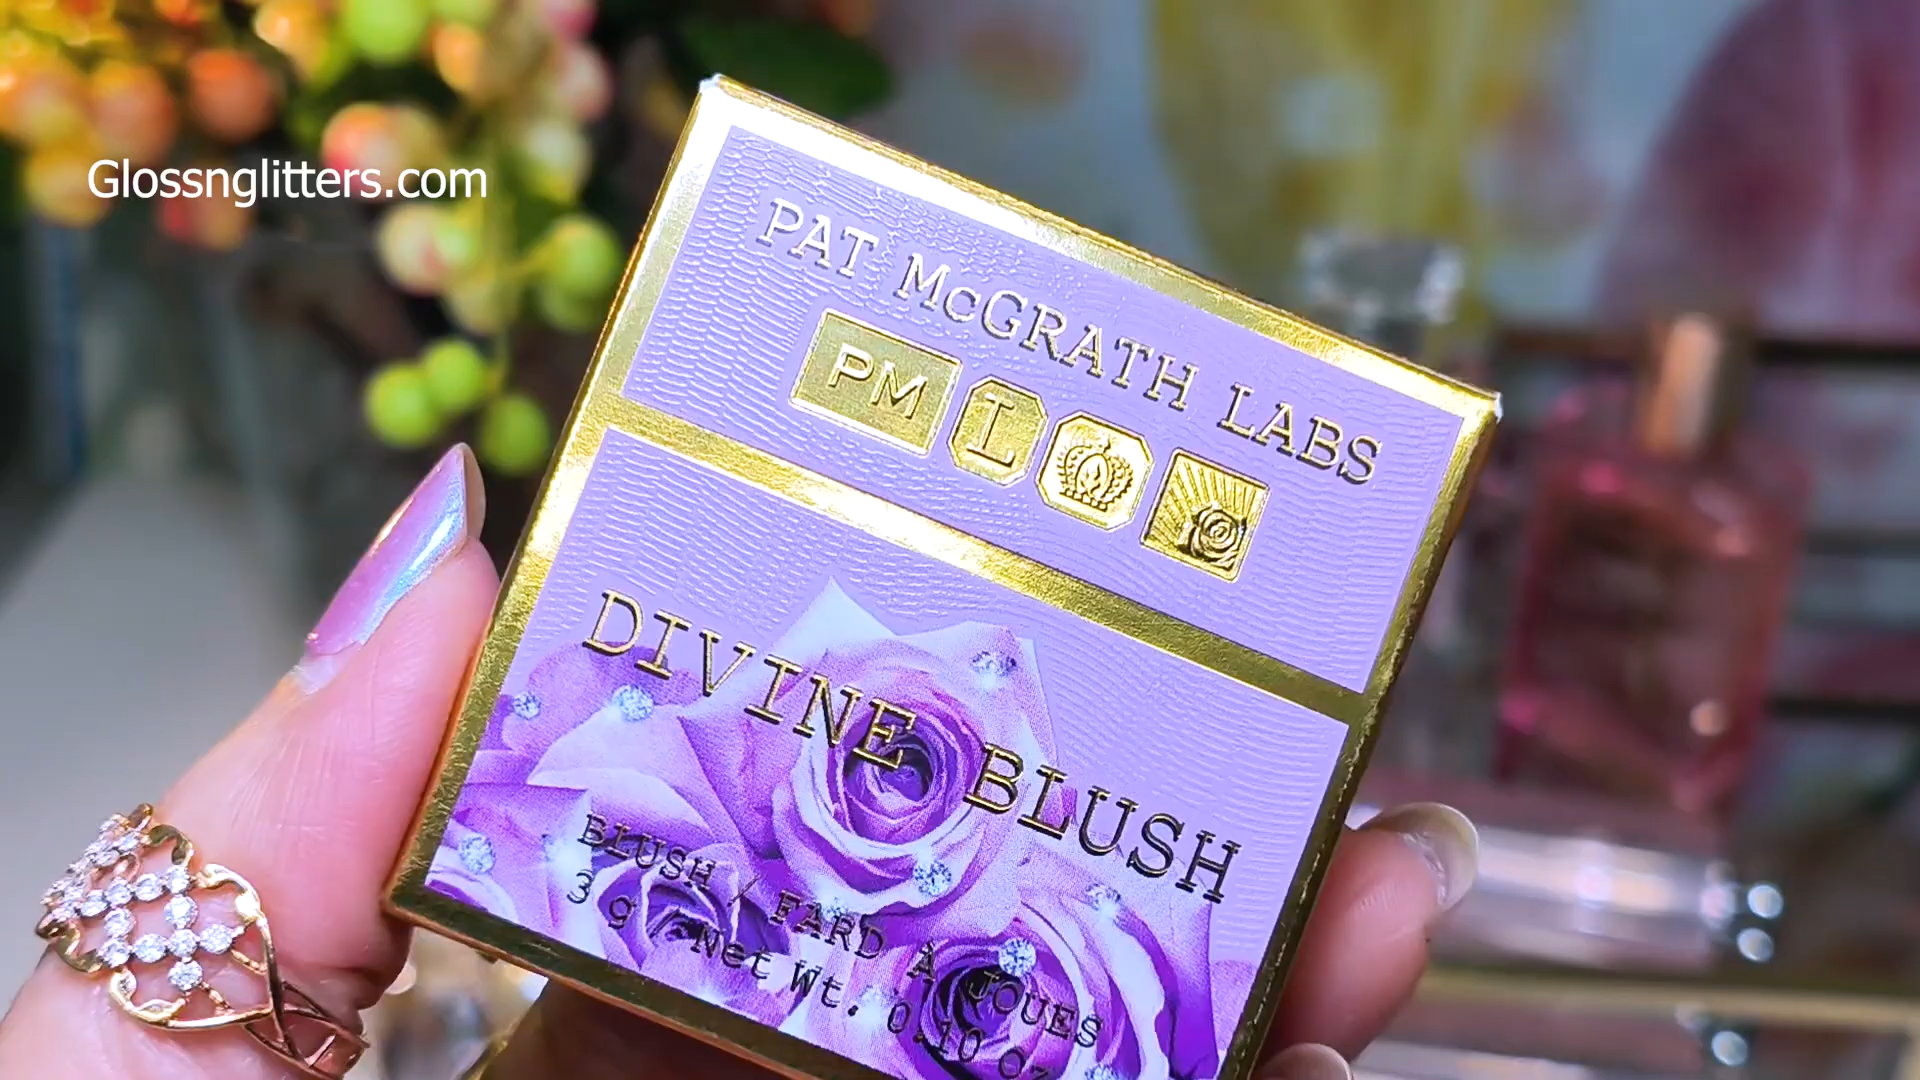 Glossnglitters.com
PAT McGRATH LABS
PM L
DIVINE BLUSH
BLUSH / FARD À JOUES
3 g / Net Wt. 0.10 Oz